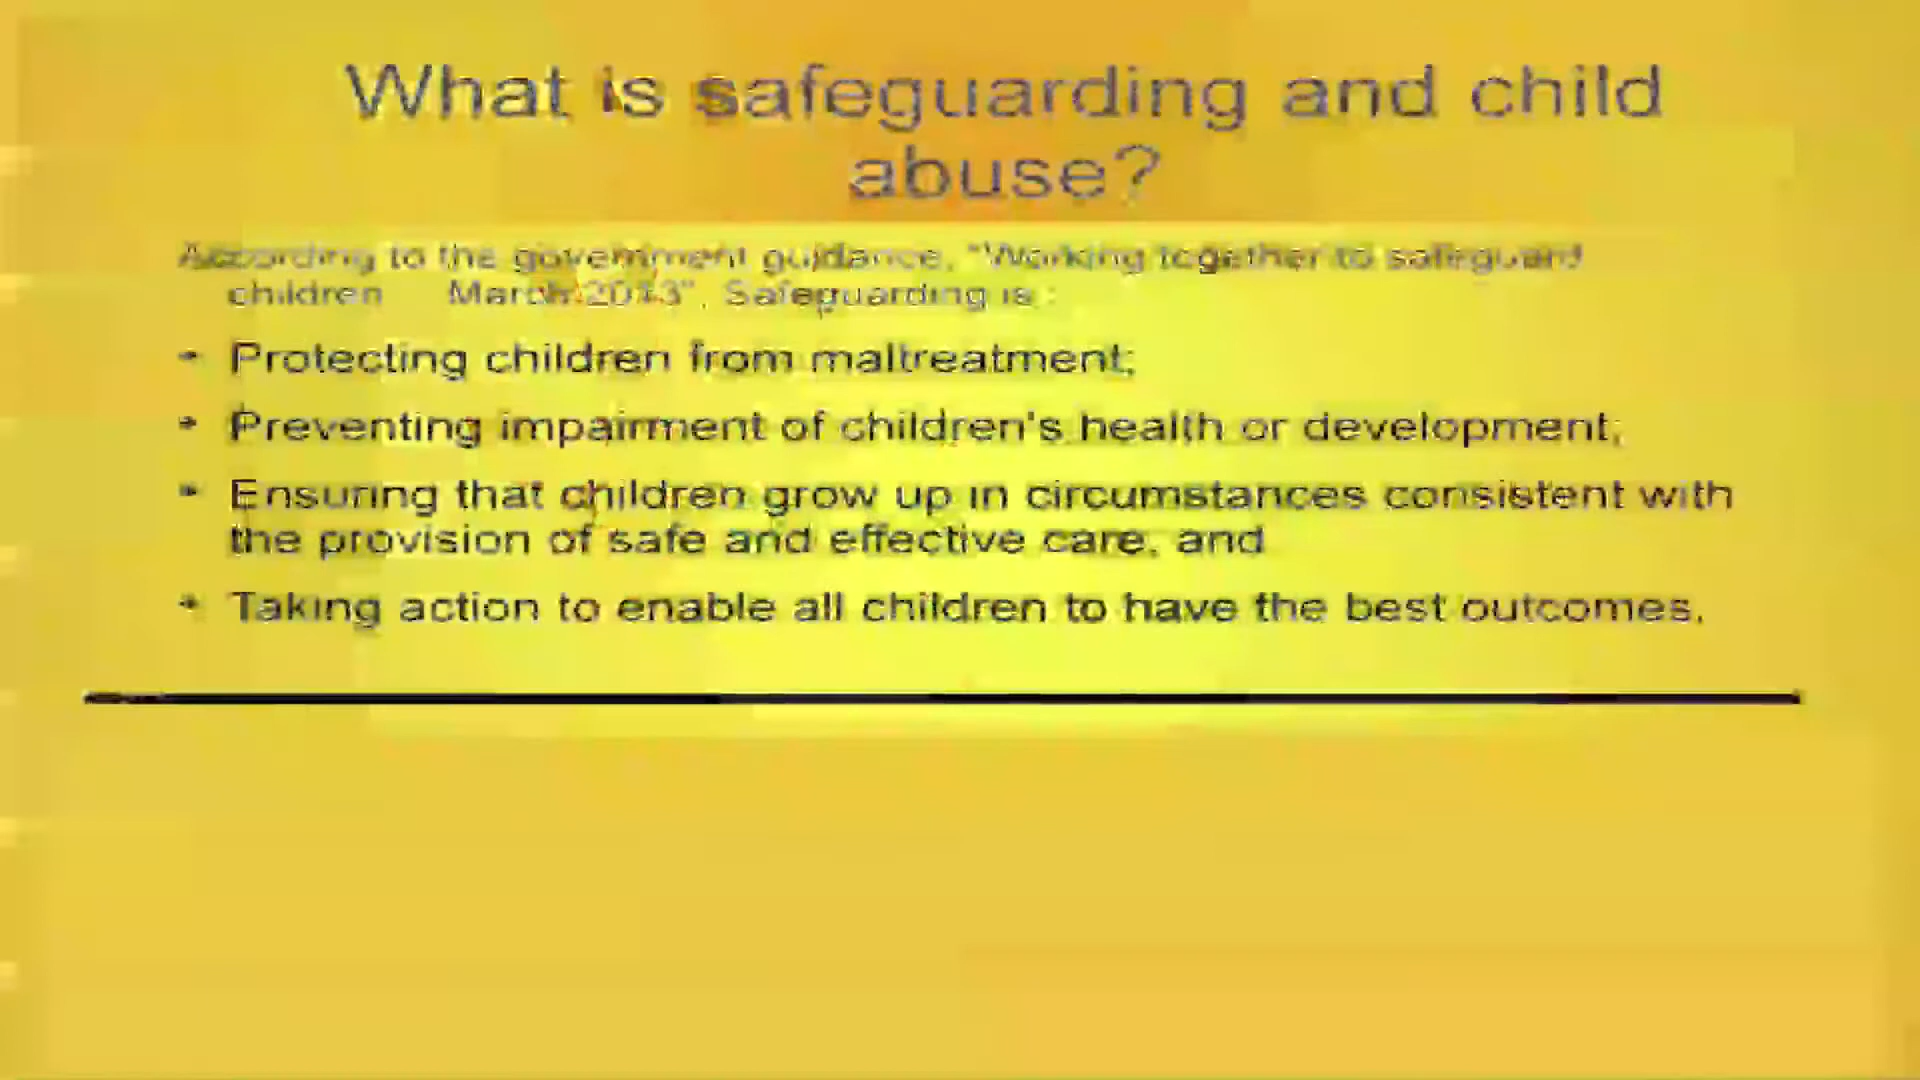 What is safeguarding and child
abuse?
According to the government guidance, "Working together to safeguard
children March 2013", Safeguarding is :
• Protecting children from maltreatment;
• Preventing impairment of children's health or development;
• Ensuring that children grow up in circumstances consistent with
the provision of safe and effective care, and
• Taking action to enable all children to have the best outcomes.